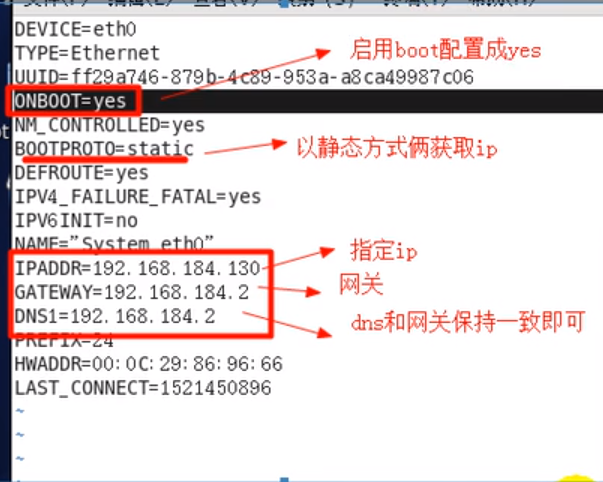 DEVICE=eth0
TYPE=Ethernet
启用boot配置成yes
UUID=ff29a746-879b-4c89-953a-a8ca49987c06
ONBOOT=yes
NM_CONTROLLED=yes
BOOTPROTO=static
以静态方式俩获取ip
DEFROUTE=yes
IPV4_FAILURE_FATAL=yes
IPV6INIT=no
NAME="System eth0"
指定ip
IPADDR=192.168.184.130
网关
GATEWAY=192.168.184.2
DNS1=192.168.184.2
dns和网关保持一致即可
PREFIX=24
HWADDR=00:0C:29:86:96:66
LAST_CONNECT=1521450896
~
~
~